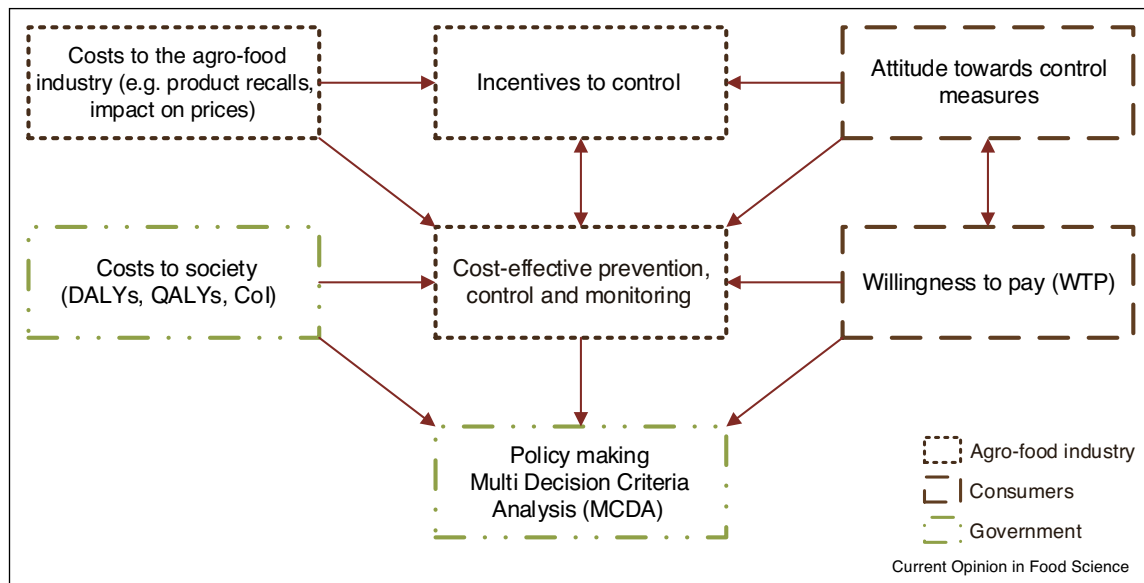 Costs to the agro-food
industry (e.g. product recalls,
impact on prices)
Incentives to control
Attitude towards control
measures
Costs to society
(DALYs, QALYs, CoI)
Cost-effective prevention,
control and monitoring
Willingness to pay (WTP)
Policy making
Multi Decision Criteria
Analysis (MCDA)
Agro-food industry
Consumers
Government
Current Opinion in Food Science